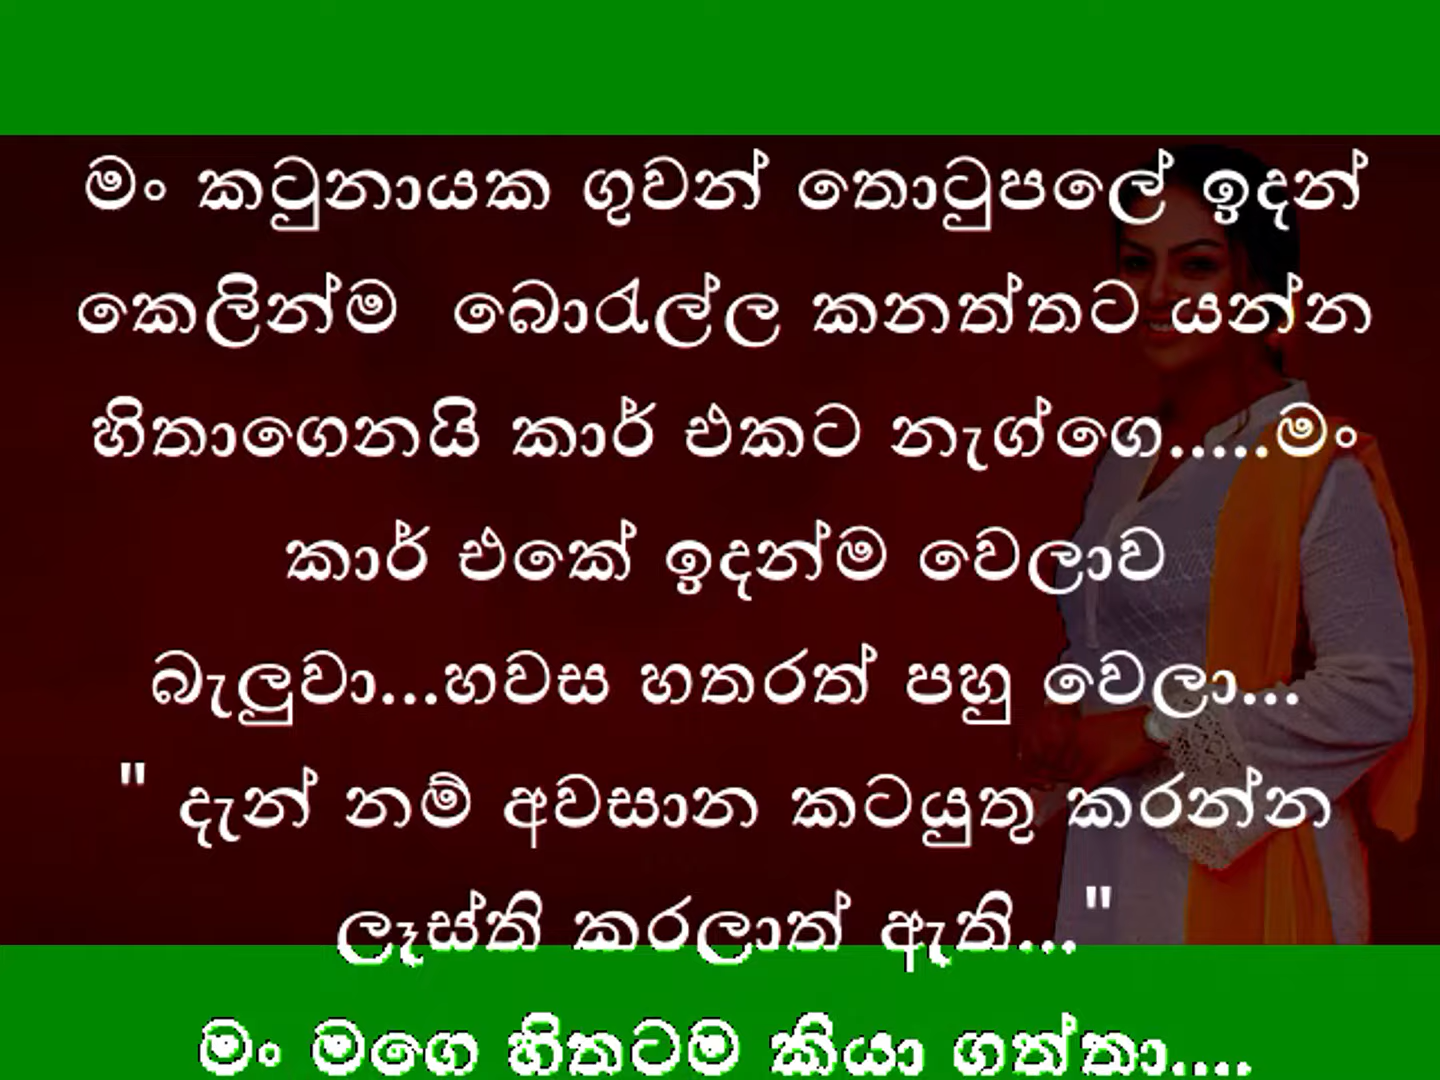 මං කටුනායක ගුවන් තොටුපලේ ඉදන්
කෙලින්ම බොරැල්ල කනත්තට යන්න
හිතාගෙනයි කාර් එකට නැග්ගෙ.....මං
කාර් එකේ ඉදන්ම වෙලාව
බැලුවා...හවස හතරත් පහු වෙලා...
" දැන් නම් අවසාන කටයුතු කරන්න
ලෑස්ති කරලාත් ඇති..."
මං මගෙ හිතටම කියා ගත්තා....